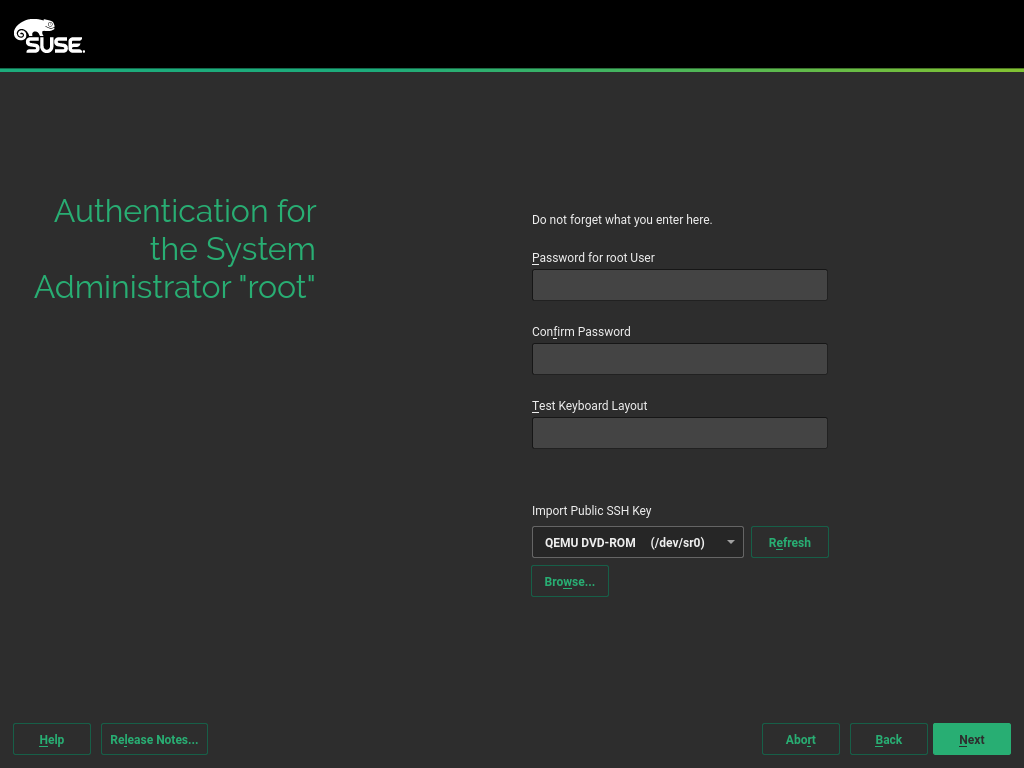 SUSE
Authentication for
the System
Administrator "root"
Do not forget what you enter here.
Password for root User
Confirm Password
Test Keyboard Layout
Import Public SSH Key
QEMU DVD-ROM (/dev/sr0)
Refresh
Browse...
Help
Release Notes...
Abort
Back
Next